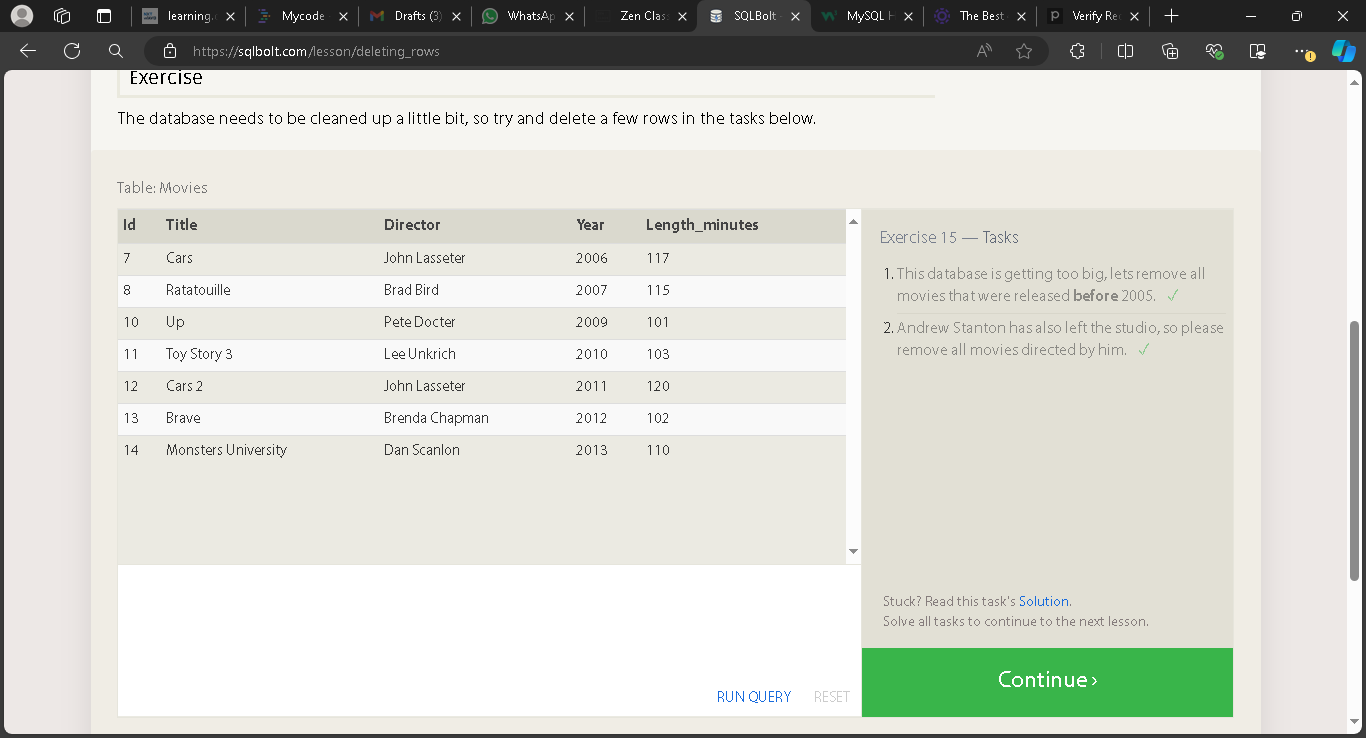 learning.
Mycode
Drafts (3)
WhatsAp
Zen Clas
SQLBolt
MySQL H
The Best
Verify Re
https://sqlbolt.com/lesson/deleting_rows
Exercise
The database needs to be cleaned up a little bit, so try and delete a few rows in the tasks below.
Table: Movies
Id Title Director Year Length_minutes
7 Cars John Lasseter 2006 117
8 Ratatouille Brad Bird 2007 115
10 Up Pete Docter 2009 101
11 Toy Story 3 Lee Unkrich 2010 103
12 Cars 2 John Lasseter 2011 120
13 Brave Brenda Chapman 2012 102
14 Monsters University Dan Scanlon 2013 110
Exercise 15 — Tasks
1. This database is getting too big, lets remove all
movies that were released before 2005. ✓
2. Andrew Stanton has also left the studio, so please
remove all movies directed by him. ✓
Stuck? Read this task's Solution.
Solve all tasks to continue to the next lesson.
RUN QUERY RESET
Continue ›